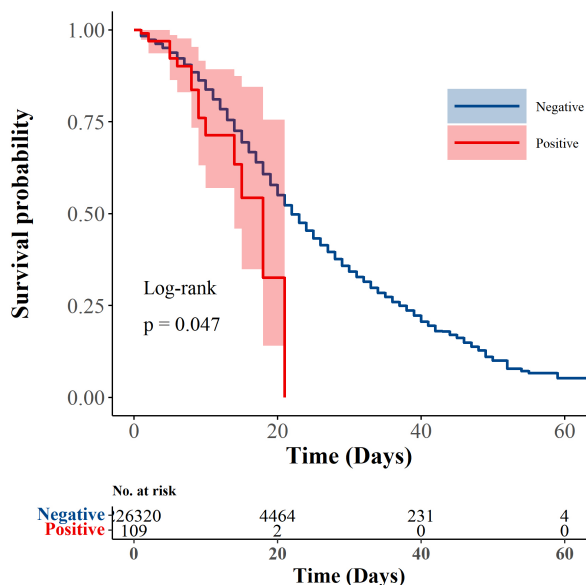 1.00
0.75
0.50
0.25
0.00
Survival probability
Negative
Positive
Log-rank
p = 0.047
0 20 40 60
Time (Days)
No. at risk
Negative 26320 4464 231 4
Positive 109 2 0 0
0 20 40 60
Time (Days)